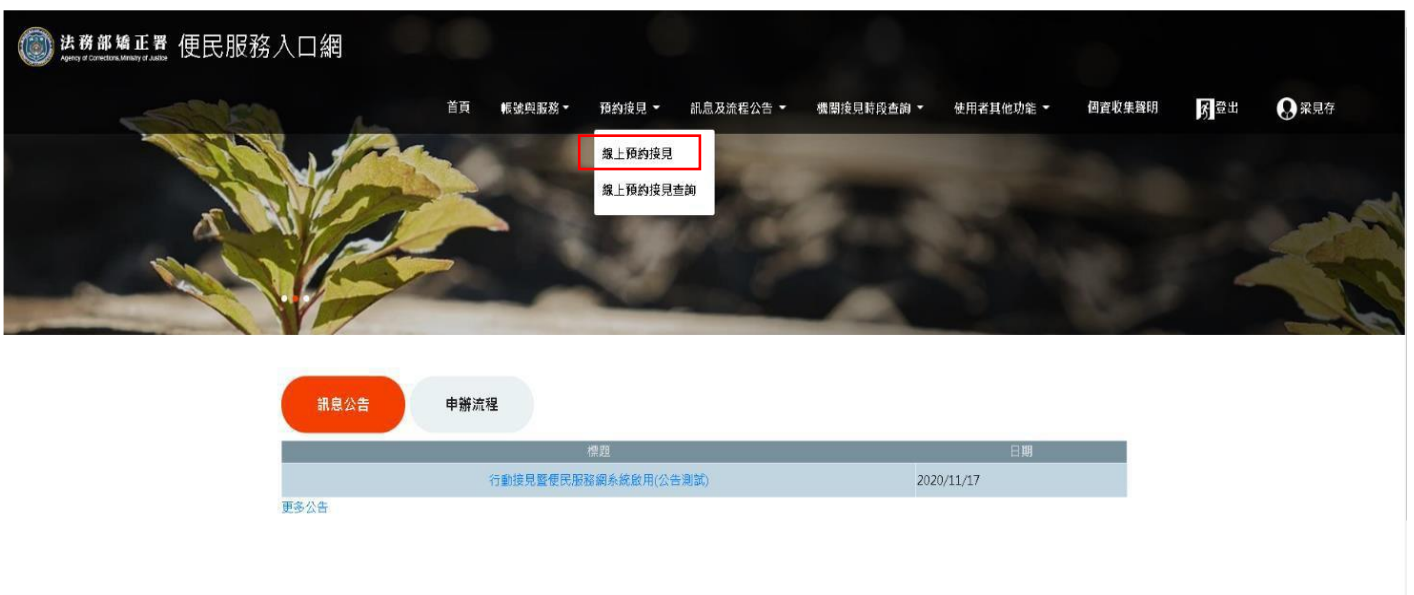 法務部矯正署 便民服務入口網
Agency of Corrections, Ministry of Justice
首頁 帳號與服務 預約接見 訊息及流程公告 機關接見時段查詢 使用者其他功能 個資收集聲明 登出 梁見存
線上預約接見
線上預約接見查詢
訊息公告 申辦流程
標題 日期
行動接見暨便民服務網系統啟用(公告測試) 2020/11/17
更多公告